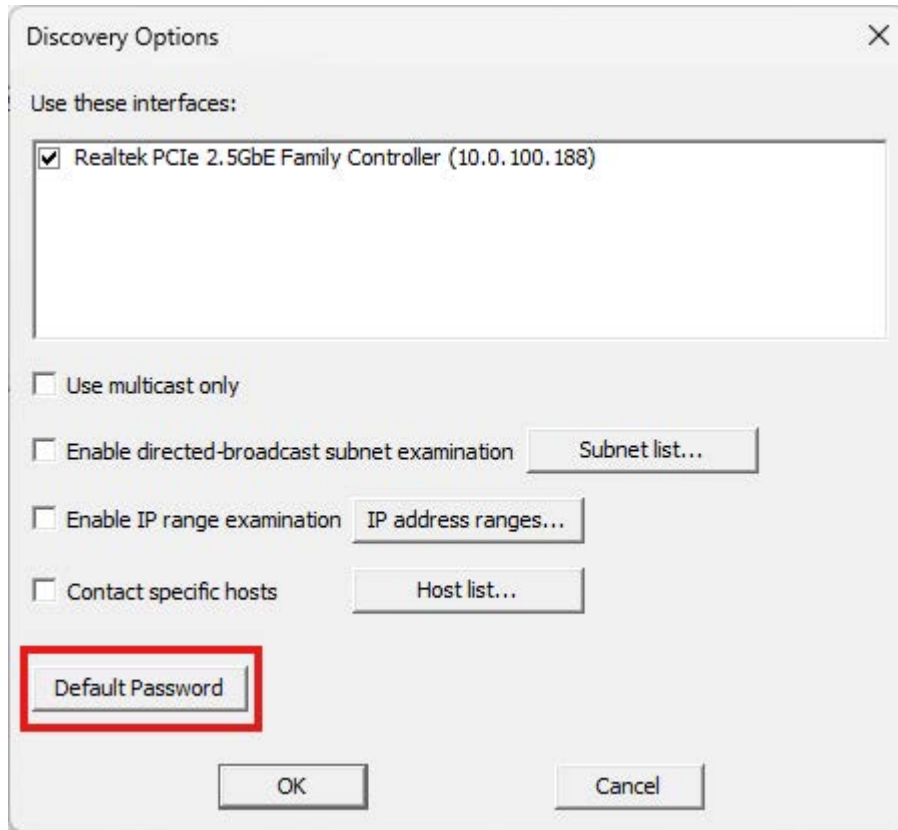 Discovery Options
Use these interfaces:
Realtek PCIe 2.5GbE Family Controller (10.0.100.188)
Use multicast only
Enable directed-broadcast subnet examination Subnet list...
Enable IP range examination IP address ranges...
Contact specific hosts Host list...
Default Password
OK Cancel